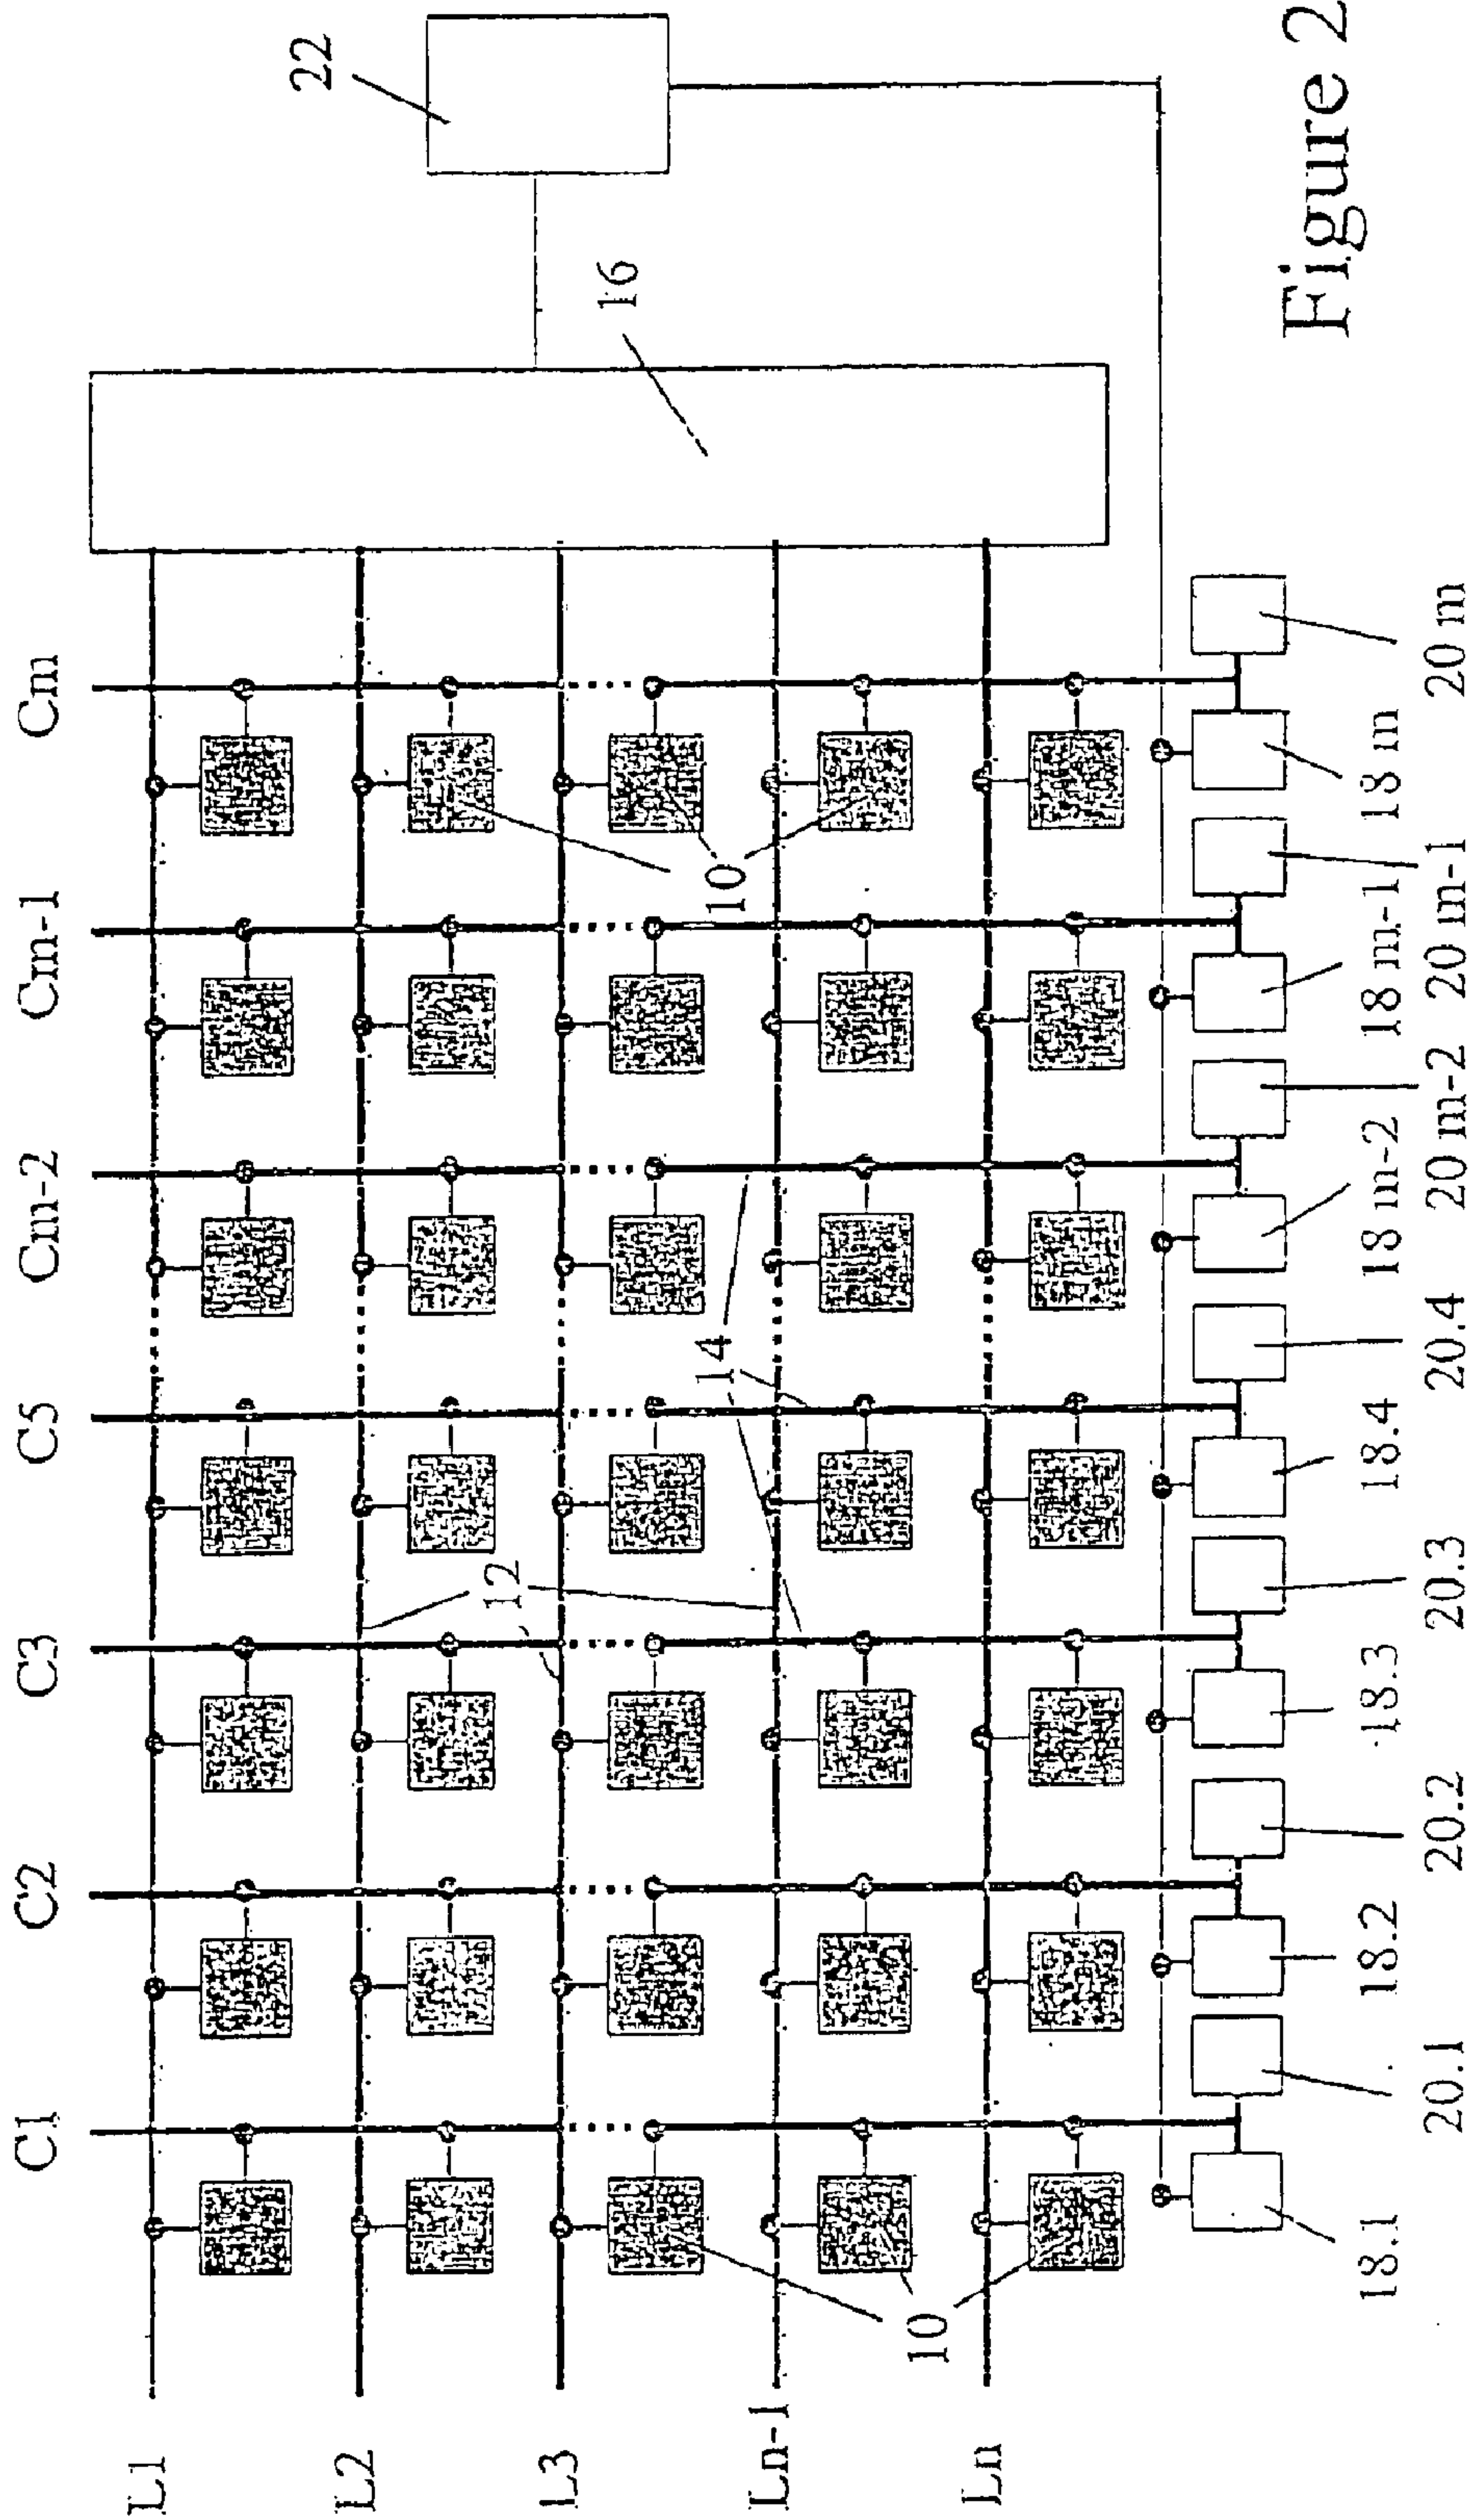 C1 C2 C3 C5 Cm-2 Cm-1 Cm
22
L1
L2
12
16
L3
10
14
Ln-1
10
Ln
18.1 18.2 18.3 18.4 18 m-2 18 m-1 18 m
20.1 20.2 20.3 20.4 20 m-2 20 m-1 20 m
Figure 2